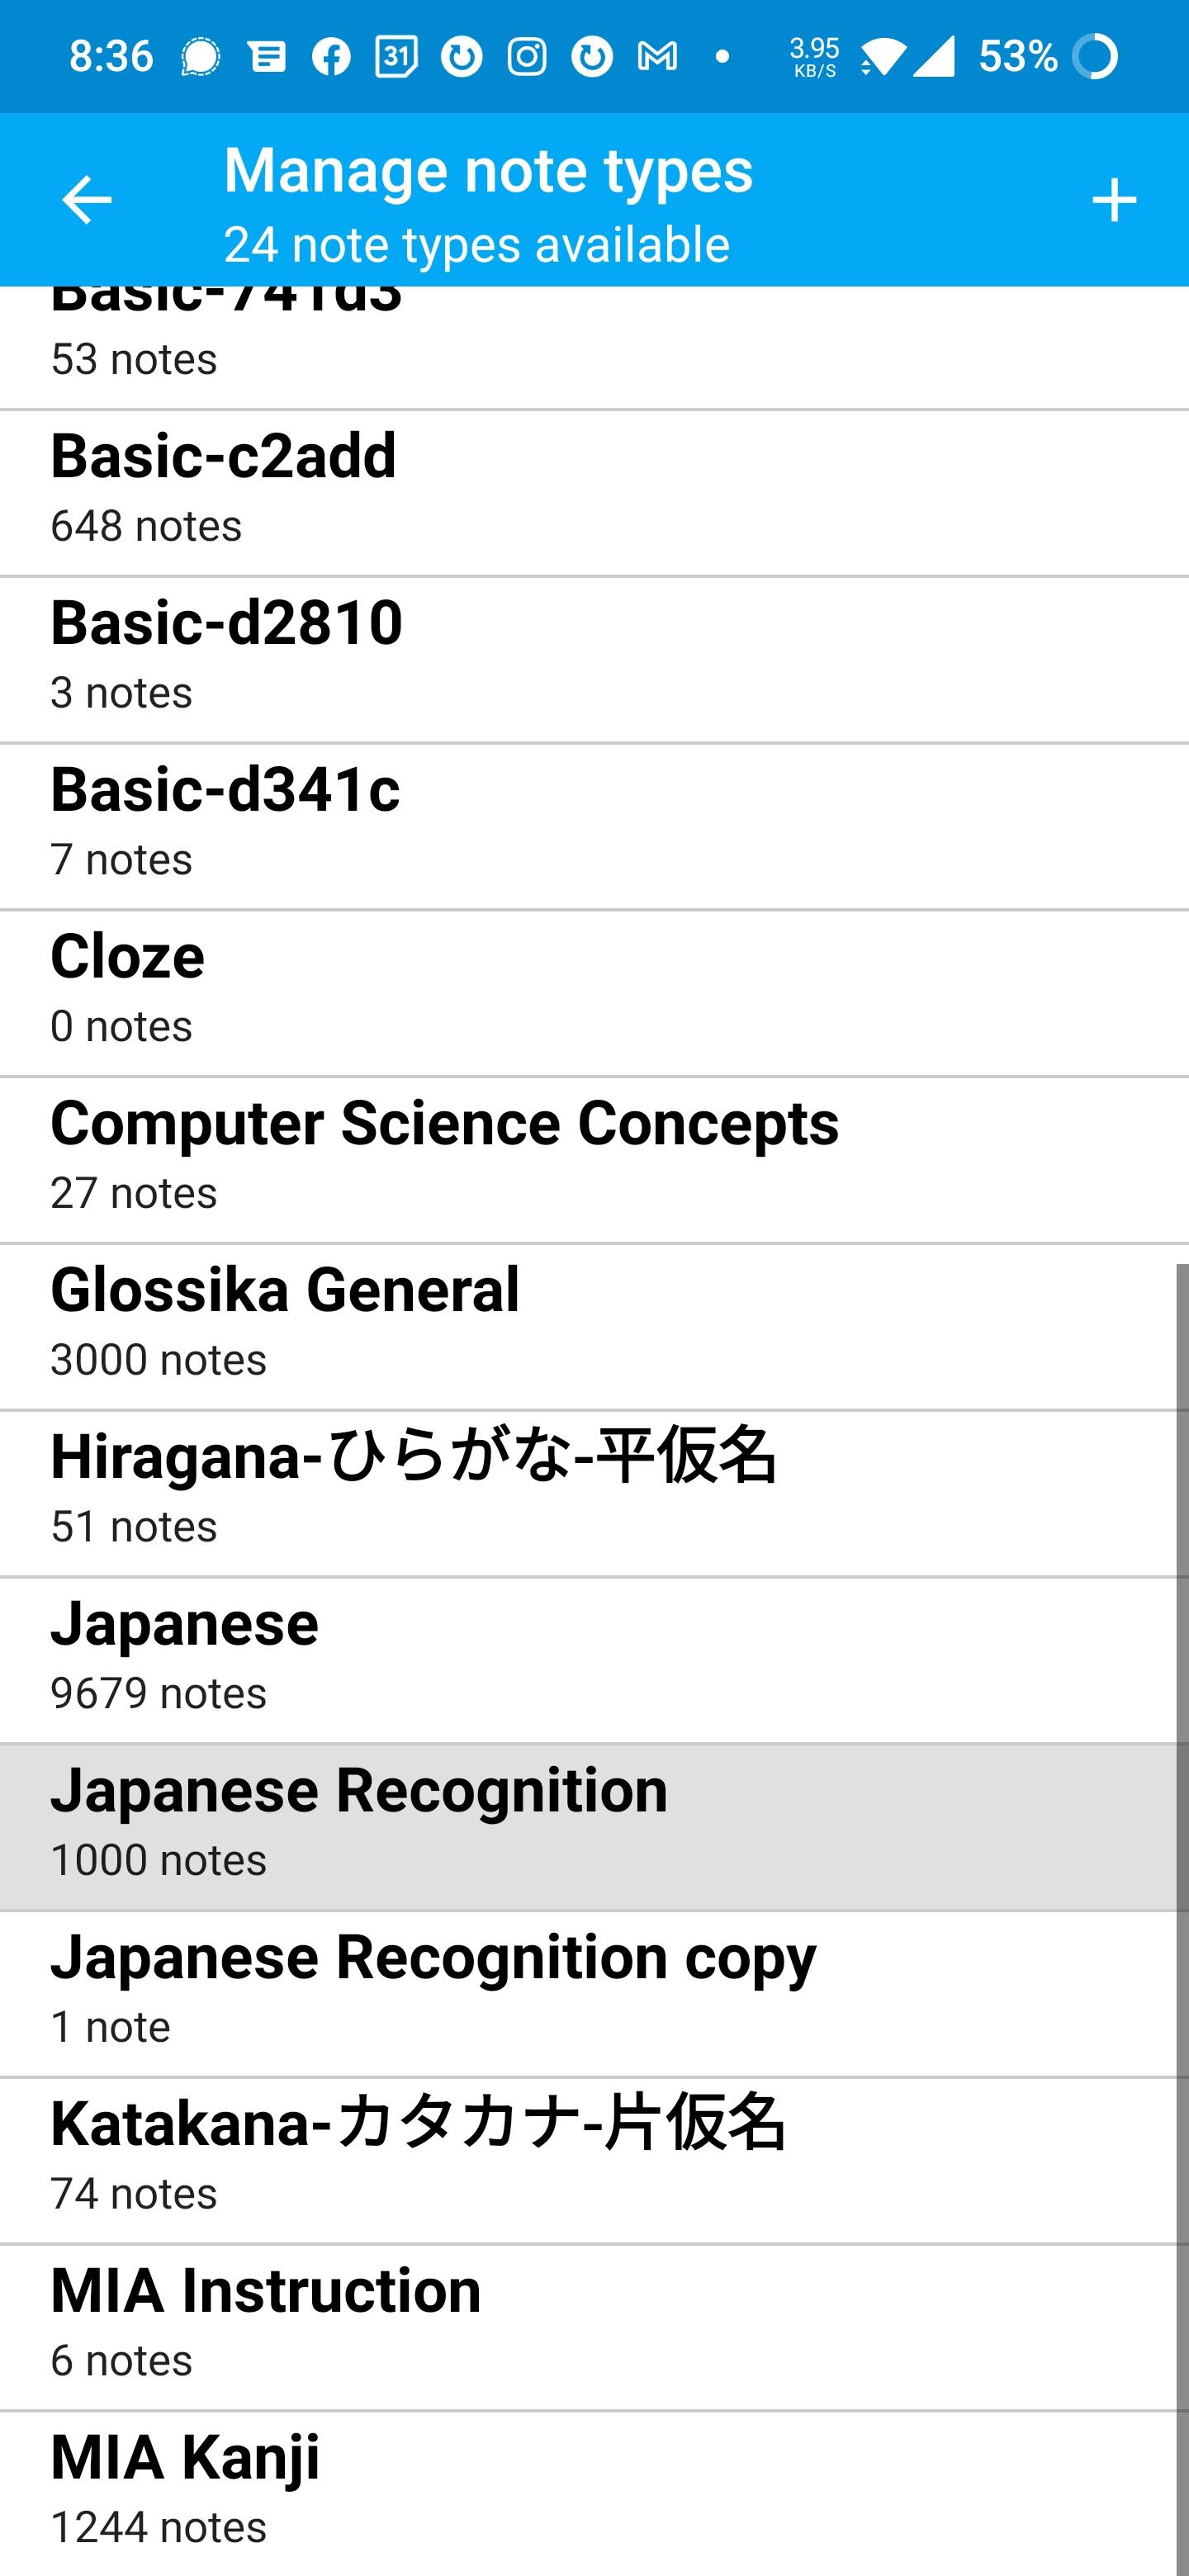 8:36 31 3.95 KB/S 53%
Manage note types
24 note types available
Basic-741d3
53 notes
Basic-c2add
648 notes
Basic-d2810
3 notes
Basic-d341c
7 notes
Cloze
0 notes
Computer Science Concepts
27 notes
Glossika General
3000 notes
Hiragana-ひらがな-平仮名
51 notes
Japanese
9679 notes
Japanese Recognition
1000 notes
Japanese Recognition copy
1 note
Katakana-カタカナ-片仮名
74 notes
MIA Instruction
6 notes
MIA Kanji
1244 notes